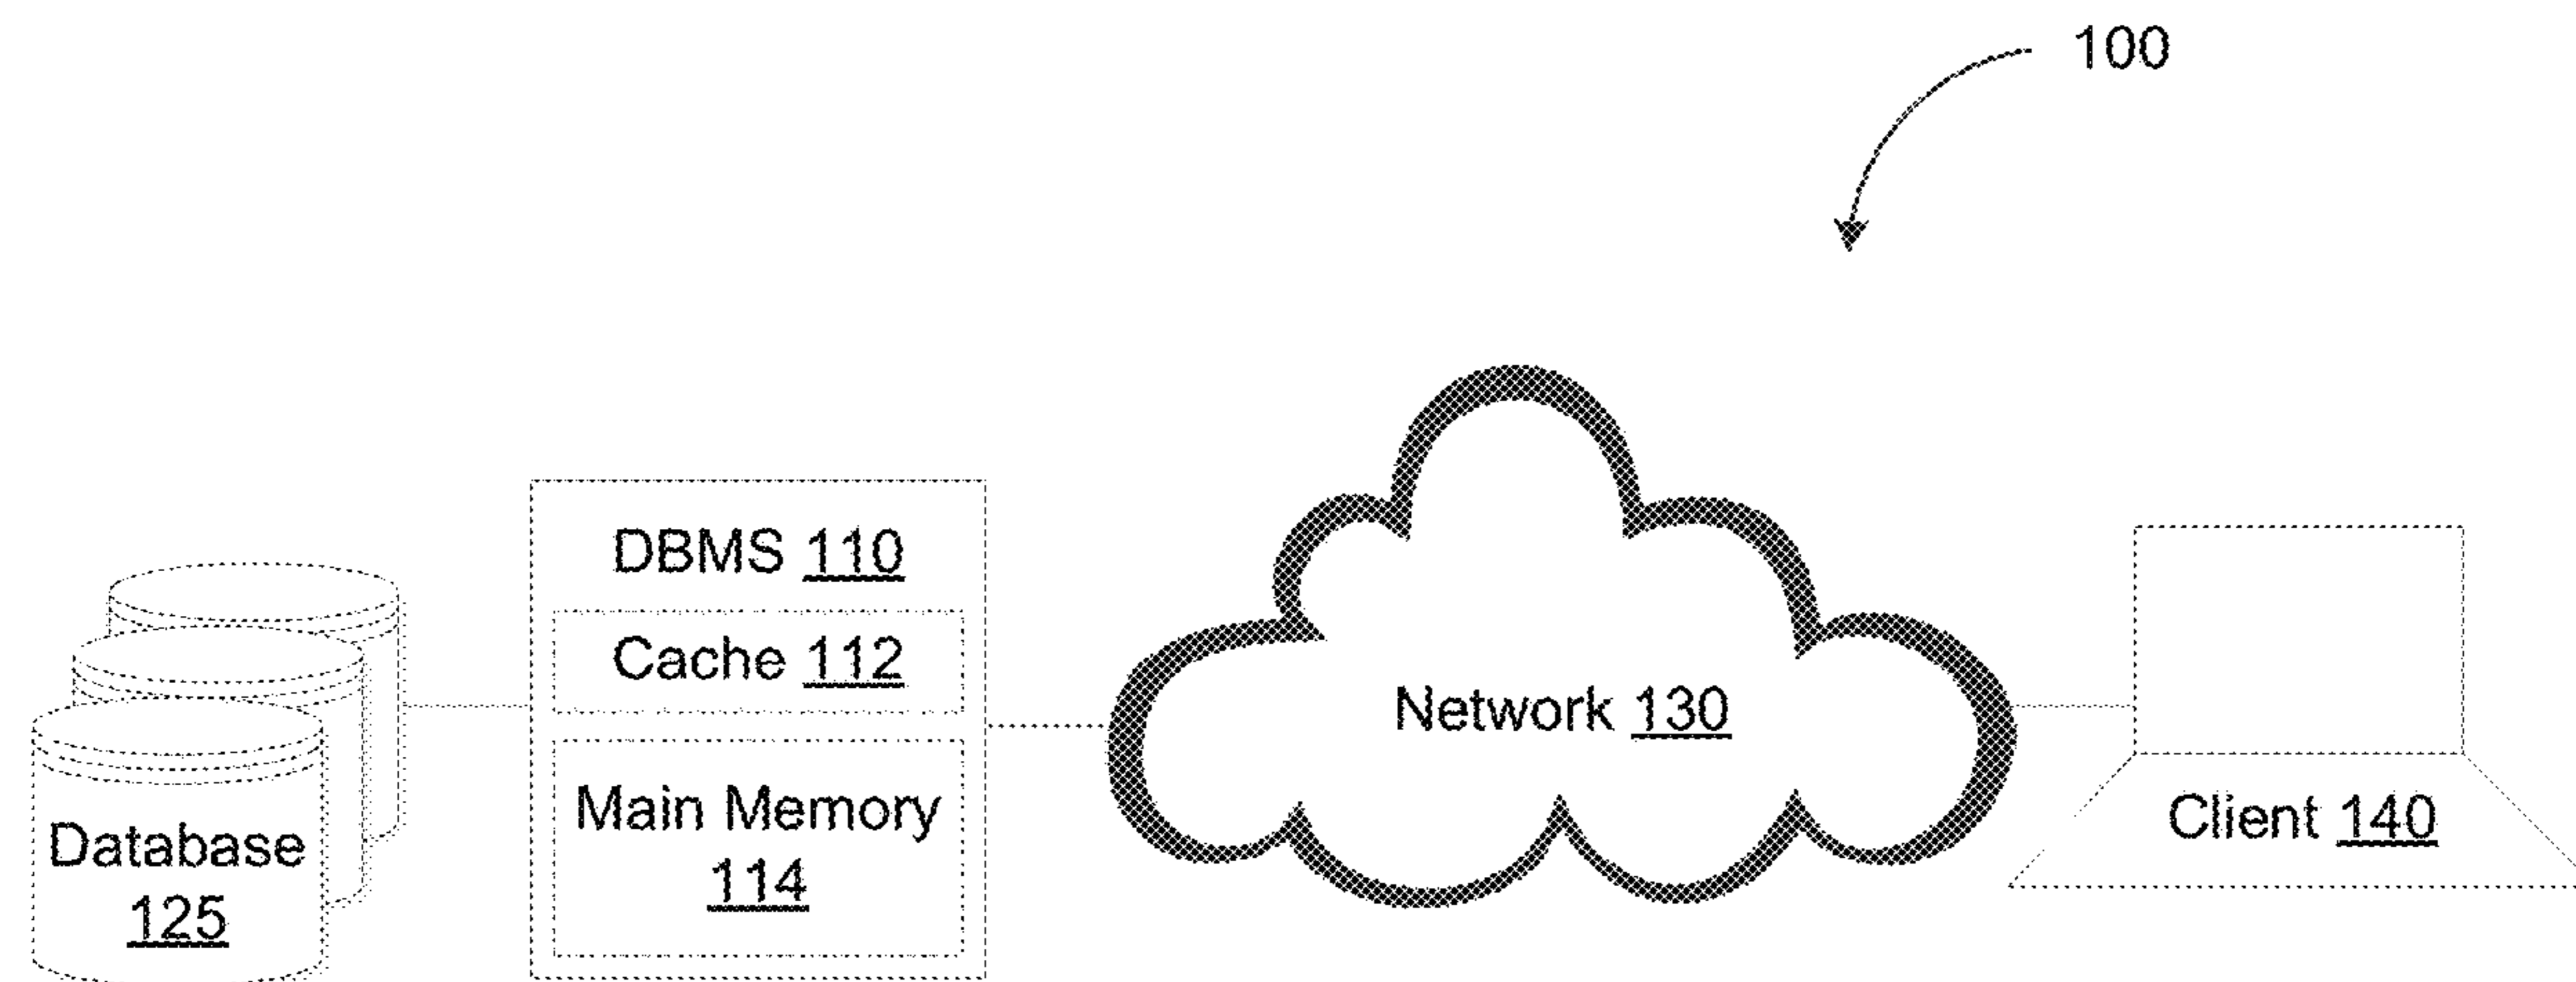 100
DBMS 110
Cache 112
Main Memory
114
Database
125
Network 130
Client 140